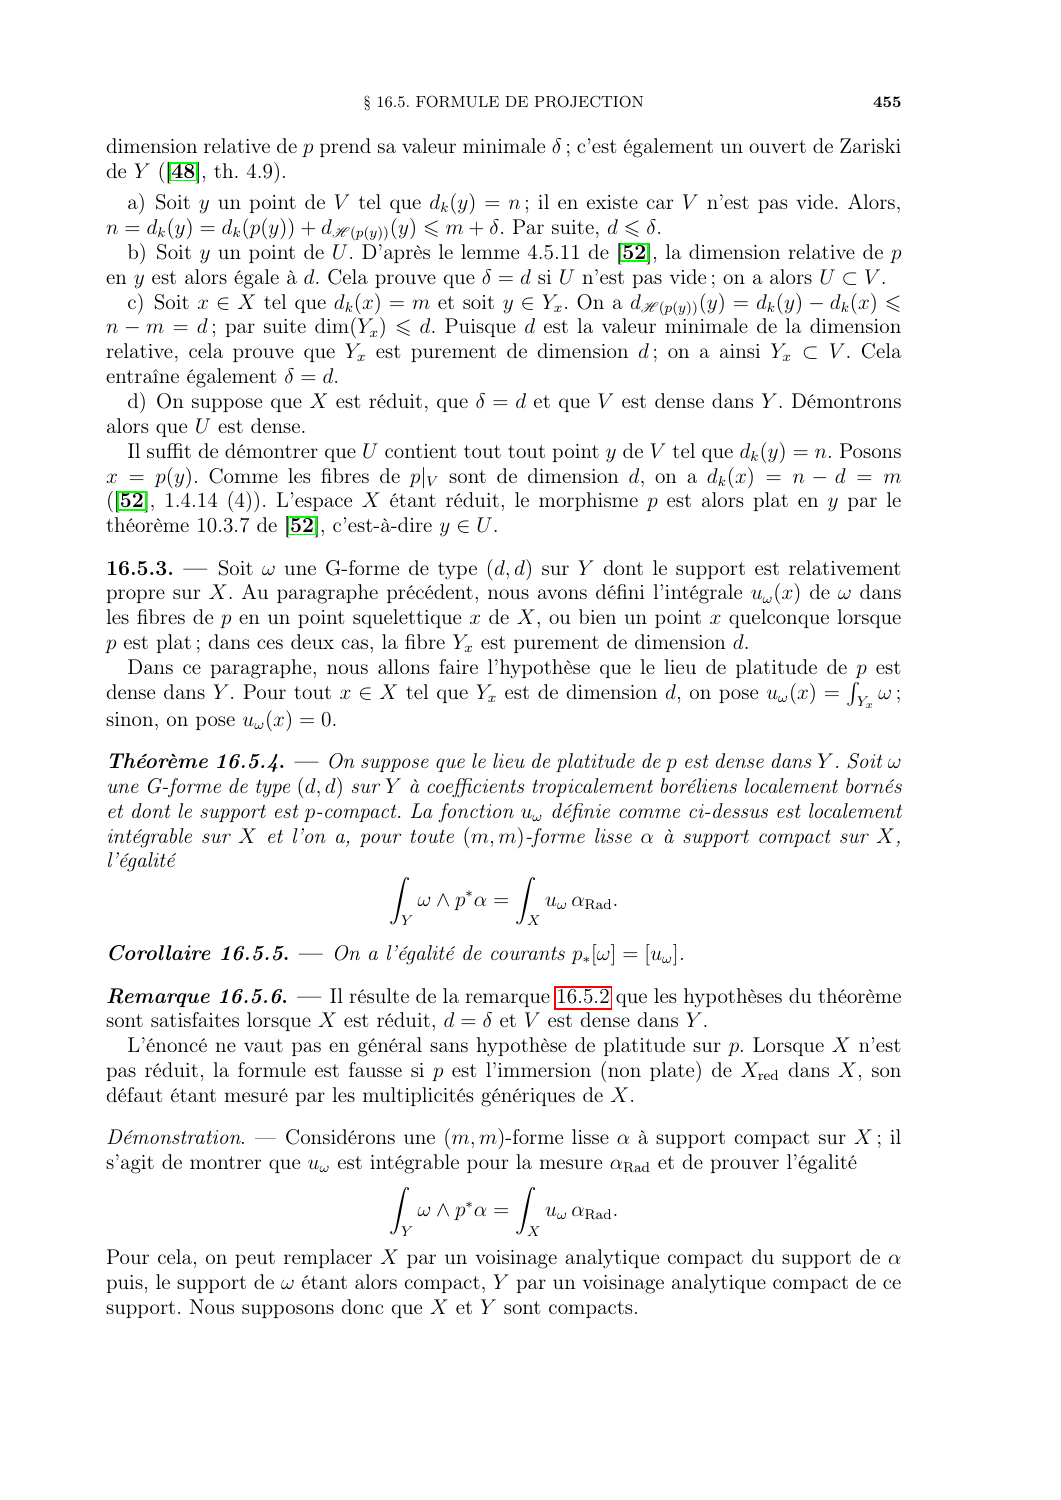 § 16.5. FORMULE DE PROJECTION 455
dimension relative de p prend sa valeur minimale δ ; c'est également un ouvert de Zariski
de Y ([48], th. 4.9).
a) Soit y un point de V tel que d_k(y) = n ; il en existe car V n'est pas vide. Alors,
n = d_k(y) = d_k(p(y)) + d_{ℋ(p(y))}(y) ⩽ m + δ. Par suite, d ⩽ δ.
b) Soit y un point de U. D'après le lemme 4.5.11 de [52], la dimension relative de p
en y est alors égale à d. Cela prouve que δ = d si U n'est pas vide ; on a alors U ⊂ V.
c) Soit x ∈ X tel que d_k(x) = m et soit y ∈ Y_x. On a d_{ℋ(p(y))}(y) = d_k(y) − d_k(x) ⩽
n − m = d ; par suite dim(Y_x) ⩽ d. Puisque d est la valeur minimale de la dimension
relative, cela prouve que Y_x est purement de dimension d ; on a ainsi Y_x ⊂ V. Cela
entraîne également δ = d.
d) On suppose que X est réduit, que δ = d et que V est dense dans Y. Démontrons
alors que U est dense.
Il suffit de démontrer que U contient tout tout point y de V tel que d_k(y) = n. Posons
x = p(y). Comme les fibres de p|_V sont de dimension d, on a d_k(x) = n − d = m
([52], 1.4.14 (4)). L'espace X étant réduit, le morphisme p est alors plat en y par le
théorème 10.3.7 de [52], c'est-à-dire y ∈ U.
16.5.3. — Soit ω une G-forme de type (d, d) sur Y dont le support est relativement
propre sur X. Au paragraphe précédent, nous avons défini l'intégrale u_ω(x) de ω dans
les fibres de p en un point squelettique x de X, ou bien un point x quelconque lorsque
p est plat ; dans ces deux cas, la fibre Y_x est purement de dimension d.
Dans ce paragraphe, nous allons faire l'hypothèse que le lieu de platitude de p est
dense dans Y. Pour tout x ∈ X tel que Y_x est de dimension d, on pose u_ω(x) = ∫_{Y_x} ω ;
sinon, on pose u_ω(x) = 0.
Théorème 16.5.4. — On suppose que le lieu de platitude de p est dense dans Y. Soit ω
une G-forme de type (d, d) sur Y à coefficients tropicalement boréliens localement bornés
et dont le support est p-compact. La fonction u_ω définie comme ci-dessus est localement
intégrable sur X et l'on a, pour toute (m, m)-forme lisse α à support compact sur X,
l'égalité
∫_Y ω ∧ p*α = ∫_X u_ω α_Rad.
Corollaire 16.5.5. — On a l'égalité de courants p_*[ω] = [u_ω].
Remarque 16.5.6. — Il résulte de la remarque 16.5.2 que les hypothèses du théorème
sont satisfaites lorsque X est réduit, d = δ et V est dense dans Y.
L'énoncé ne vaut pas en général sans hypothèse de platitude sur p. Lorsque X n'est
pas réduit, la formule est fausse si p est l'immersion (non plate) de X_red dans X, son
défaut étant mesuré par les multiplicités génériques de X.
Démonstration. — Considérons une (m, m)-forme lisse α à support compact sur X ; il
s'agit de montrer que u_ω est intégrable pour la mesure α_Rad et de prouver l'égalité
∫_Y ω ∧ p*α = ∫_X u_ω α_Rad.
Pour cela, on peut remplacer X par un voisinage analytique compact du support de α
puis, le support de ω étant alors compact, Y par un voisinage analytique compact de ce
support. Nous supposons donc que X et Y sont compacts.